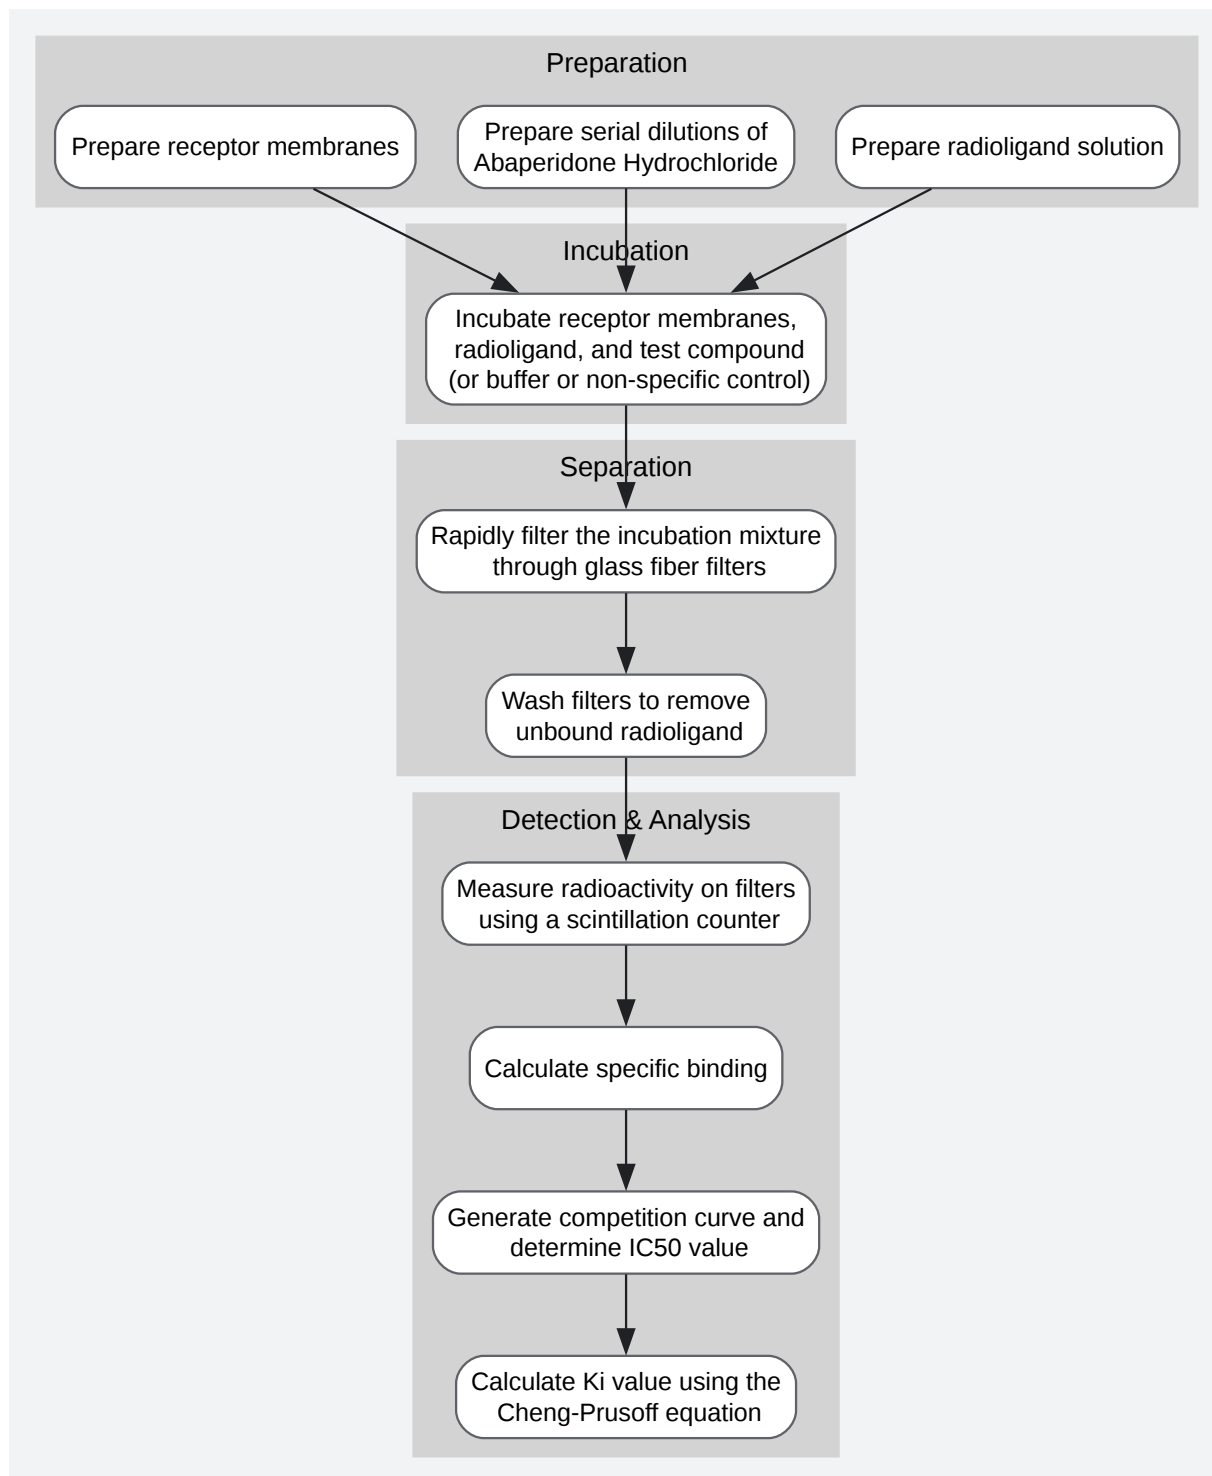 Preparation
Prepare receptor membranes
Prepare serial dilutions of
Abaperidone Hydrochloride
Prepare radioligand solution
Incubation
Incubate receptor membranes,
radioligand, and test compound
(or buffer or non-specific control)
Separation
Rapidly filter the incubation mixture
through glass fiber filters
Wash filters to remove
unbound radioligand
Detection & Analysis
Measure radioactivity on filters
using a scintillation counter
Calculate specific binding
Generate competition curve and
determine IC50 value
Calculate Ki value using the
Cheng-Prusoff equation